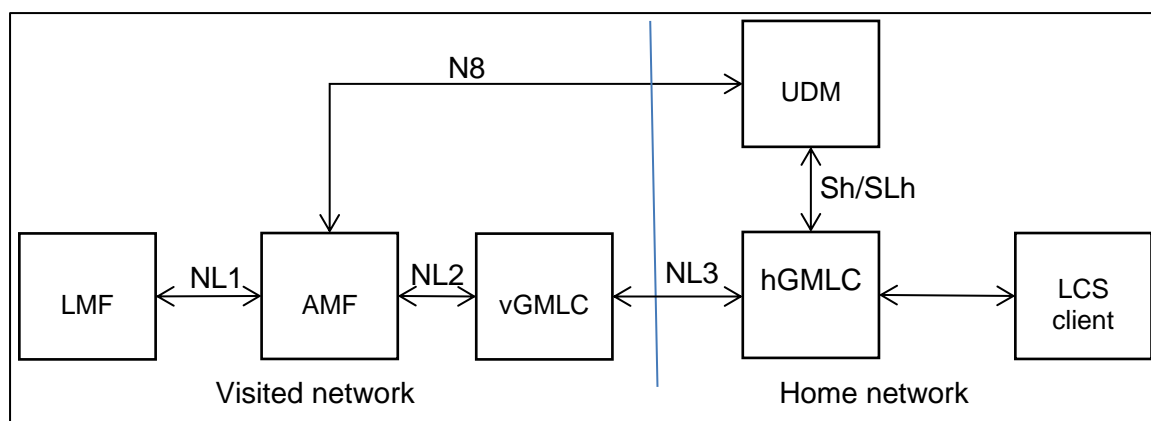 N8
UDM
Sh/SLh
LMF
NL1
AMF
NL2
vGMLC
NL3
hGMLC
LCS
client
Visited network
Home network